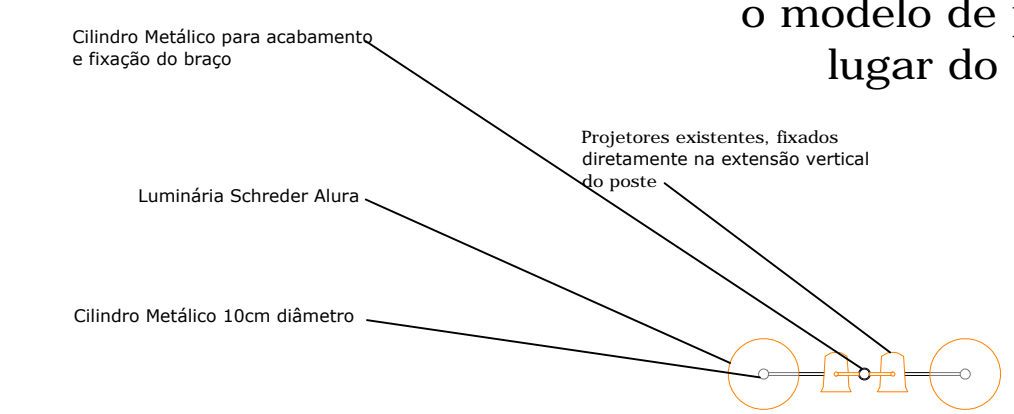 o modelo de
lugar do
Cilindro Metálico para acabamento
e fixação do braço
Projetores existentes, fixados
diretamente na extensão vertical
do poste
Luminária Schreder Alura
Cilindro Metálico 10cm diâmetro